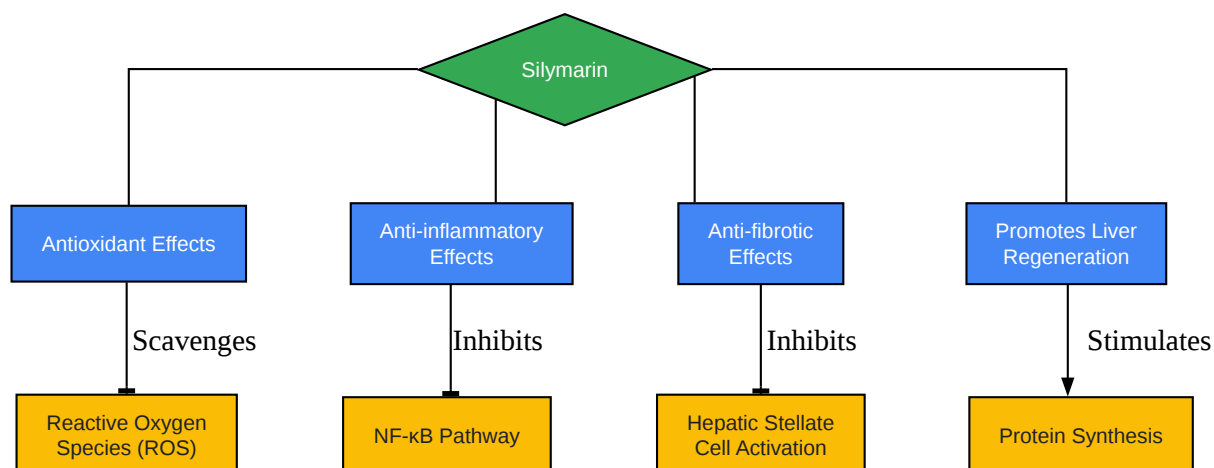 Silymarin
Antioxidant Effects
Anti-inflammatory
Effects
Anti-fibrotic
Effects
Promotes Liver
Regeneration
Scavenges
Inhibits
Inhibits
Stimulates
Reactive Oxygen
Species (ROS)
NF-κB Pathway
Hepatic Stellate
Cell Activation
Protein Synthesis